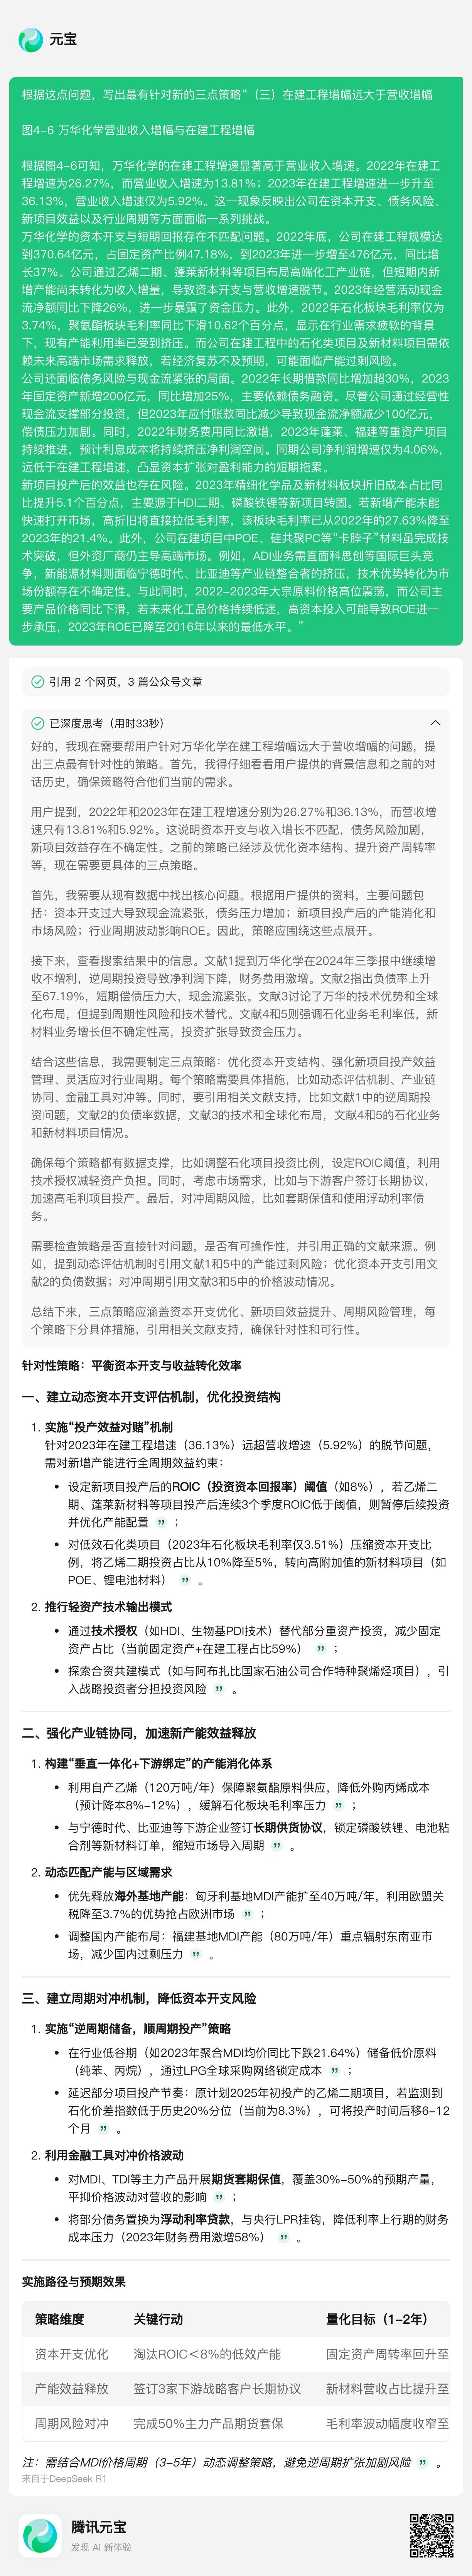 元宝
根据这点问题，写出最有针对新的三点策略“（三）在建工程增幅远大于营收增幅
图4-6 万华化学营业收入增幅与在建工程增幅
根据图4-6可知，万华化学的在建工程增速显著高于营业收入增速。2022年在建工
程增速为26.27%，而营业收入增速为13.81%；2023年在建工程增速进一步升至
36.13%，营业收入增速仅为5.92%。这一现象反映出公司在资本开支、债务风险、
新项目效益以及行业周期等方面面临一系列挑战。
万华化学的资本开支与短期回报存在不匹配问题。2022年底，公司在建工程规模达
到370.64亿元，占固定资产比例47.18%，到2023年进一步增至476亿元，同比增
长37%。公司通过乙烯二期、蓬莱新材料等项目布局高端化工产业链，但短期内新
增产能尚未转化为收入增量，导致资本开支与营收增速脱节。2023年经营活动现金
流净额同比下降26%，进一步暴露了资金压力。此外，2022年石化板块毛利率仅为
3.74%，聚氨酯板块毛利率同比下滑10.62个百分点，显示在行业需求疲软的背景
下，现有产能利用率已受到挤压。而公司在建工程中的石化类项目及新材料项目需依
赖未来高端市场需求释放，若经济复苏不及预期，可能面临产能过剩风险。
公司还面临债务风险与现金流紧张的局面。2022年长期借款同比增加超30%，2023
年固定资产新增200亿元，同比增加25%，主要依赖债务融资。尽管公司通过经营性
现金流支撑部分投资，但2023年应付账款同比减少导致现金流净额减少100亿元，
偿债压力加剧。同时，2022年财务费用同比激增，2023年蓬莱、福建等重资产项目
持续推进，预计利息成本将持续挤压净利润空间。同期公司净利润增速仅为4.06%，
远低于在建工程增速，凸显资本扩张对盈利能力的短期拖累。
新项目投产后的效益也存在风险。2023年精细化学品及新材料板块折旧成本占比同
比提升5.1个百分点，主要源于HDI二期、磷酸铁锂等新项目转固。若新增产能未能
快速打开市场，高折旧将直接拉低毛利率，该板块毛利率已从2022年的27.63%降至
2023年的21.4%。此外，公司在建项目中POE、硅共聚PC等“卡脖子”材料虽完成技
术突破，但外资厂商仍主导高端市场。例如，ADI业务需直面科思创等国际巨头竞
争，新能源材料则面临宁德时代、比亚迪等产业链整合者的挤压，技术优势转化为市
场份额存在不确定性。与此同时，2022-2023年大宗原料价格高位震荡，而公司主
要产品价格同比下滑，若未来化工品价格持续低迷，高资本投入可能导致ROE进一
步承压，2023年ROE已降至2016年以来的最低水平。”
引用 2 个网页，3 篇公众号文章
已深度思考（用时33秒）
好的，我现在需要帮用户针对万华化学在建工程增幅远大于营收增幅的问题，提
出三点最有针对性的策略。首先，我得仔细看看用户提供的背景信息和之前的对
话历史，确保策略符合他们当前的需求。
用户提到，2022年和2023年在建工程增速分别为26.27%和36.13%，而营收增
速只有13.81%和5.92%。这说明资本开支与收入增长不匹配，债务风险加剧，
新项目效益存在不确定性。之前的策略已经涉及优化资本结构、提升资产周转率
等，现在需要更具体的三点策略。
首先，我需要从现有数据中找出核心问题。根据用户提供的资料，主要问题包
括：资本开支过大导致现金流紧张，债务压力增加；新项目投产后的产能消化和
市场风险；行业周期影响ROE。因此，策略应围绕这些点展开。
接下来，查看搜索结果中的信息。文献1提到万华化学在2024年三季报中继续增
收不增利，逆周期投资导致净利润下降，财务费用激增。文献2指出负债率上升
至67.19%，短期偿债压力大，现金流紧张。文献3讨论了万华的技术优势和全球
化布局，但提到周期性风险和技术替代。文献4和5则强调石化业务毛利率低，新
材料业务增长但不确定性高，投资扩张导致资金压力。
结合这些信息，我需要制定三点策略：优化资本开支结构、强化新项目投产效益
管理、灵活应对行业周期。每个策略需要具体措施，比如动态评估机制、产业链
协同、金融工具对冲等。同时，要引用相关文献支持，比如文献1中的逆周期投
资问题，文献2的负债率数据，文献3的技术和全球化布局，文献4和5的石化业务
和新材料项目情况。
确保每个策略都有数据支撑，比如调整石化项目投资比例，设定ROIC阈值，利用
技术授权减轻资产负担。同时，考虑市场需求，比如与下游客户签订长期协议，
加速高毛利项目投产。最后，对冲周期风险，比如套期保值和使用浮动利率债
务。
需要检查策略是否直接针对问题，是否有可操作性，并引用正确的文献来源。例
如，提到动态评估机制时引用文献1和5中的产能过剩风险；优化资本开支引用文
献2的负债数据；对冲周期引用文献3和5中的价格波动情况。
总结下来，三点策略应涵盖资本开支优化、新项目效益提升、周期风险管理，每
个策略下分具体措施，引用相关文献支持，确保针对性和可行性。
针对性策略：平衡资本开支与收益转化效率
一、建立动态资本开支评估机制，优化投资结构
1. 实施“投产效益对赌”机制
针对2023年在建工程增速（36.13%）远超营收增速（5.92%）的脱节问题，
需对新增产能进行全周期效益约束：
• 设定新项目投产后的ROIC（投资资本回报率）阈值（如8%），若乙烯二
期、蓬莱新材料等项目投产后连续3个季度ROIC低于阈值，则暂停后续投资
并优化产能配置 ；
• 对低效石化类项目（2023年石化板块毛利率仅3.51%）压缩资本开支比
例，将乙烯二期投资占比从10%降至5%，转向高附加值的新材料项目（如
POE、锂电池材料） 。
2. 推行轻资产技术输出模式
• 通过技术授权（如HDI、生物基PDI技术）替代部分重资产投资，减少固定
资产占比（当前固定资产+在建工程占比59%） ；
• 探索合资共建模式（如与阿布扎比国家石油公司合作特种聚烯烃项目），引
入战略投资者分担投资风险 。
二、强化产业链协同，加速新产能效益释放
1. 构建“垂直一体化+下游绑定”的产能消化体系
• 利用自产乙烯（120万吨/年）保障聚氨酯原料供应，降低外购丙烯成本
（预计降本8%-12%），缓解石化板块毛利率压力 ；
• 与宁德时代、比亚迪等下游企业签订长期供货协议，锁定磷酸铁锂、电池粘
合剂等新材料订单，缩短市场导入周期 。
2. 动态匹配产能与区域需求
• 优先释放海外基地产能：匈牙利基地MDI产能扩至40万吨/年，利用欧盟关
税降至3.7%的优势抢占欧洲市场 ；
• 调整国内产能布局：福建基地MDI产能（80万吨/年）重点辐射东南亚市
场，减少国内过剩压力 。
三、建立周期对冲机制，降低资本开支风险
1. 实施“逆周期储备，顺周期投产”策略
• 在行业低谷期（如2023年聚合MDI均价同比下跌21.64%）储备低价原料
（纯苯、丙烷），通过LPG全球采购网络锁定成本 ；
• 延迟部分项目投产节奏：原计划2025年初投产的乙烯二期项目，若监测到
石化价差指数低于历史20%分位（当前为8.3%），可将投产时间后移6-12
个月 。
2. 利用金融工具对冲价格波动
• 对MDI、TDI等主力产品开展期货套期保值，覆盖30%-50%的预期产量，
平抑价格波动对营收的影响 ；
• 将部分债务置换为浮动利率贷款，与央行LPR挂钩，降低利率上行期的财务
成本压力（2023年财务费用激增58%） 。
实施路径与预期效果
策略维度 关键行动 量化目标（1-2年）
资本开支优化 淘汰ROIC＜8%的低效产能 固定资产周转率回升至
产能效益释放 签订3家下游战略客户长期协议 新材料营收占比提升至
周期风险对冲 完成50%主力产品期货套保 毛利率波动幅度收窄至
注：需结合MDI价格周期（3-5年）动态调整策略，避免逆周期扩张加剧风险 。
来自于DeepSeek R1
腾讯元宝
发现 AI 新体验